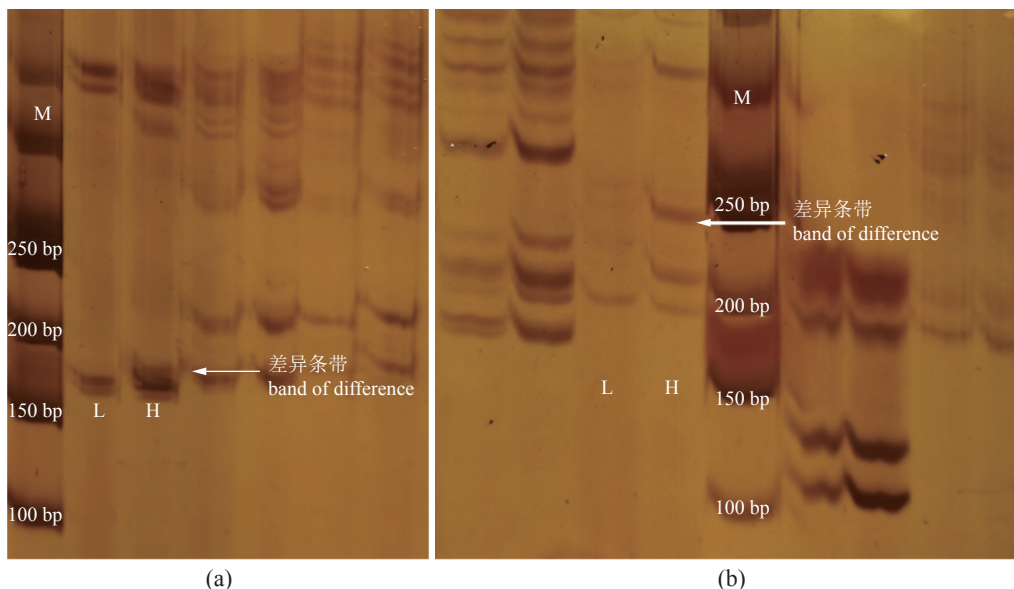 M
250 bp
200 bp
差异条带
band of difference
150 bp
L
H
100 bp
(a)
M
250 bp
差异条带
band of difference
200 bp
L
H
150 bp
100 bp
(b)